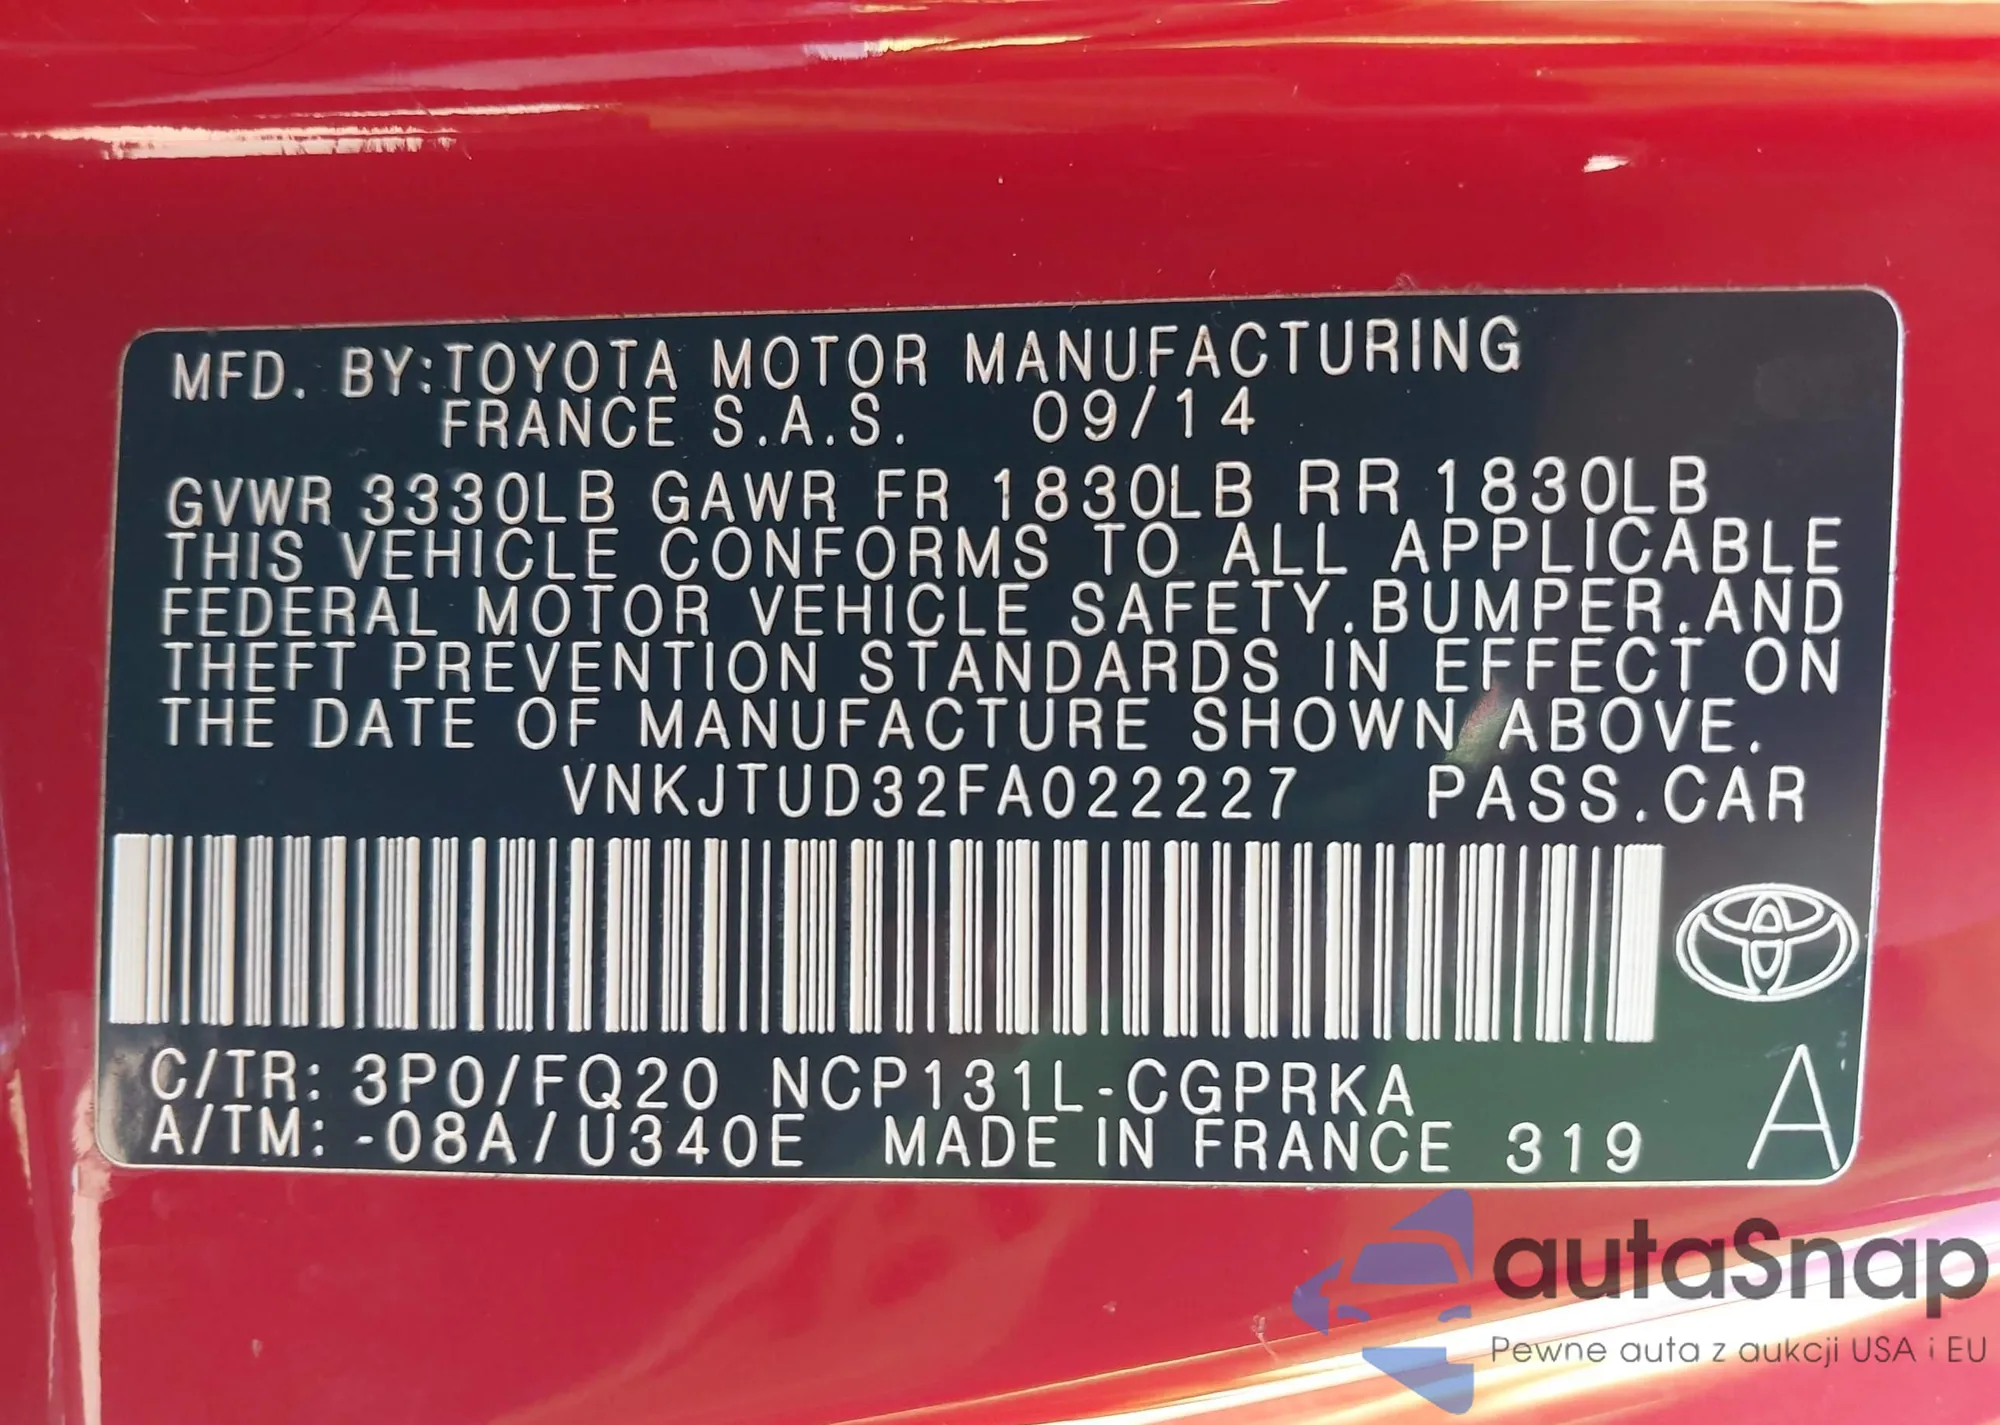 MFD. BY:TOYOTA MOTOR MANUFACTURING
FRANCE S.A.S. 09/14
GVWR 3330LB GAWR FR 1830LB RR 1830LB
THIS VEHICLE CONFORMS TO ALL APPLICABLE
FEDERAL MOTOR VEHICLE SAFETY.BUMPER.AND
THEFT PREVENTION STANDARDS IN EFFECT ON
THE DATE OF MANUFACTURE SHOWN ABOVE.
VNKJTUD32FA022227 PASS.CAR
C/TR: 3P0/FQ20 NCP131L-CGPRKA
A/TM: -08A/U340E MADE IN FRANCE 319
A
autaSnap
Pewne auta z aukcji USA i EU